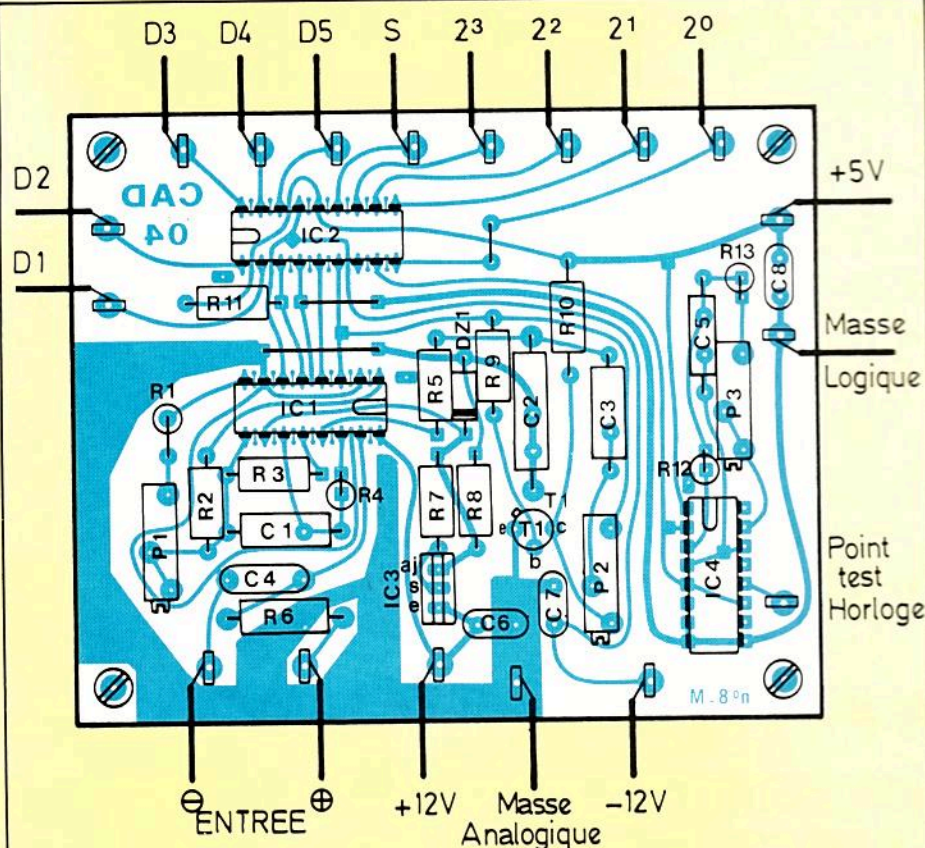 D3 D4 D5 S 2³ 2² 2¹ 2⁰
D2
+5V
CAD
04
IC2
D1
R13
C8
R11
R10
C5
Masse
Logique
DZ1
R9
R5
C2
C3
P3
R1
IC1
R3
R4
R2
R7
R8
R12
T1
C1
e T1 c
b
P1
IC3
aj
s
e
P2
IC4
Point
test
Horloge
C4
R6
C6
C7
M-8ºn
⊖ ENTREE ⊕
+12V
Masse
Analogique
-12V